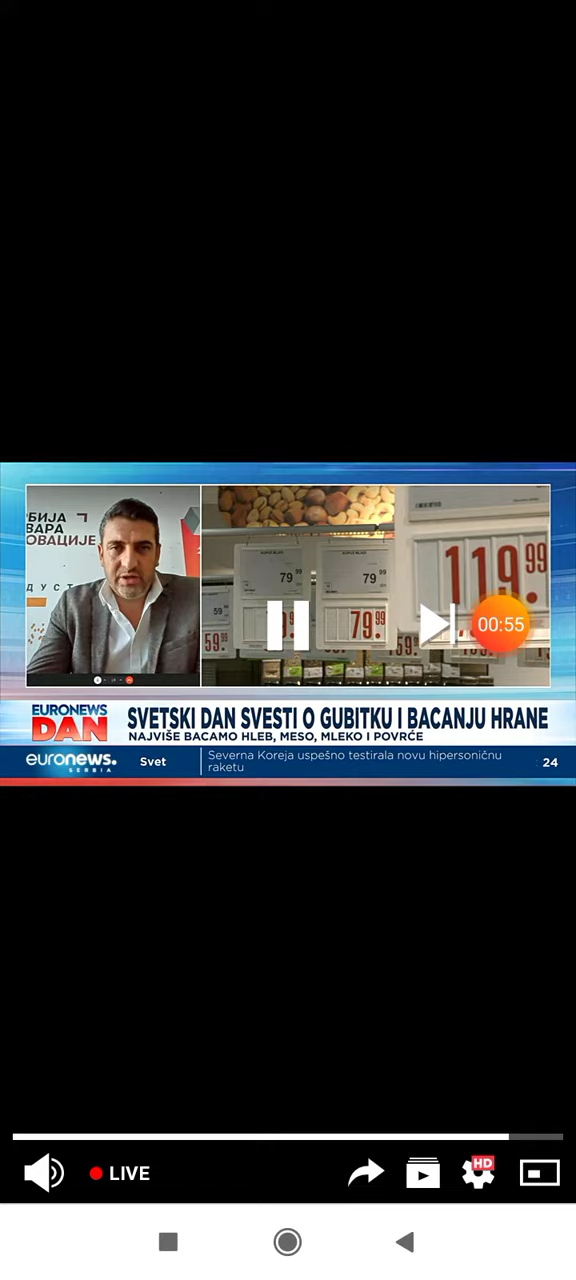 БИЈА
ВАРА
ОВАЦИЈЕ
ДУСТ
79 99
79 99
59
119.99
59.99
79.99
00:55
EURONEWS
DAN
SVETSKI DAN SVESTI O GUBITKU I BACANJU HRANE
NAJVIŠE BACAMO HLEB, MESO, MLEKO I POVRĆE
euronews.
SERBIA
Svet
Severna Koreja uspešno testirala novu hipersoničnu
raketu
24
LIVE
HD